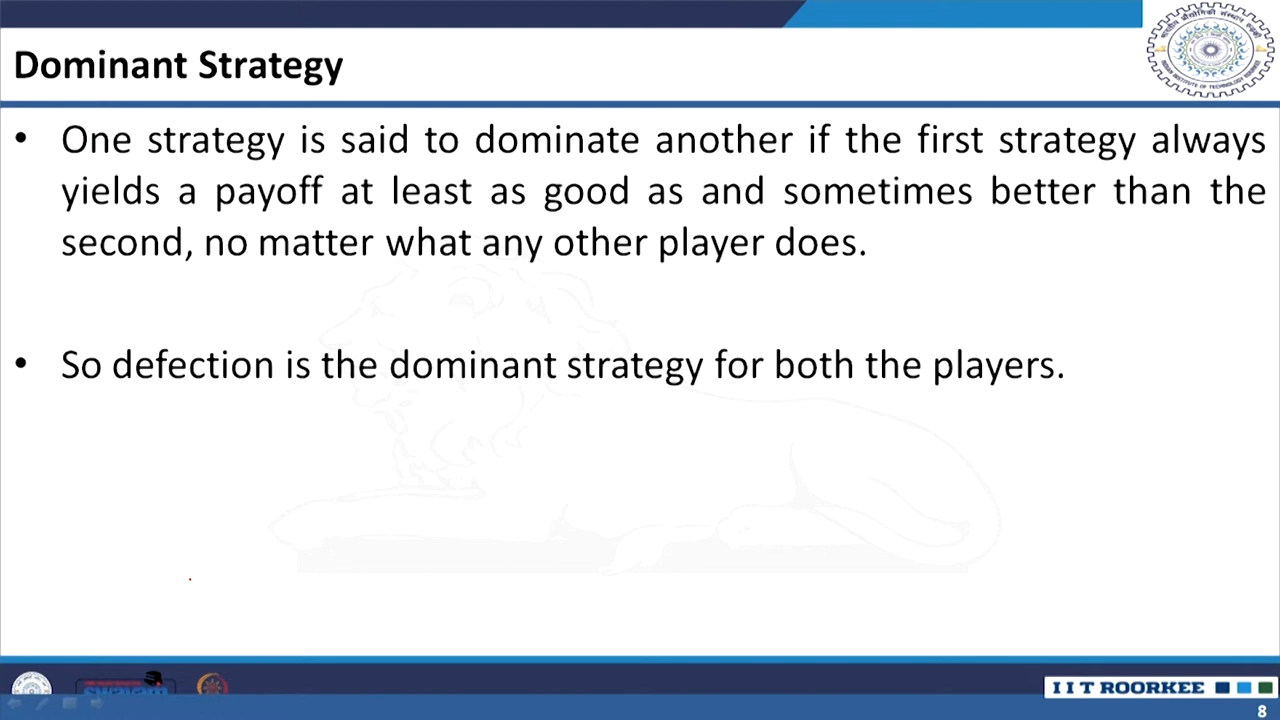 Dominant Strategy
• One strategy is said to dominate another if the first strategy always
yields a payoff at least as good as and sometimes better than the
second, no matter what any other player does.
• So defection is the dominant strategy for both the players.
swayam
I I T ROORKEE
8